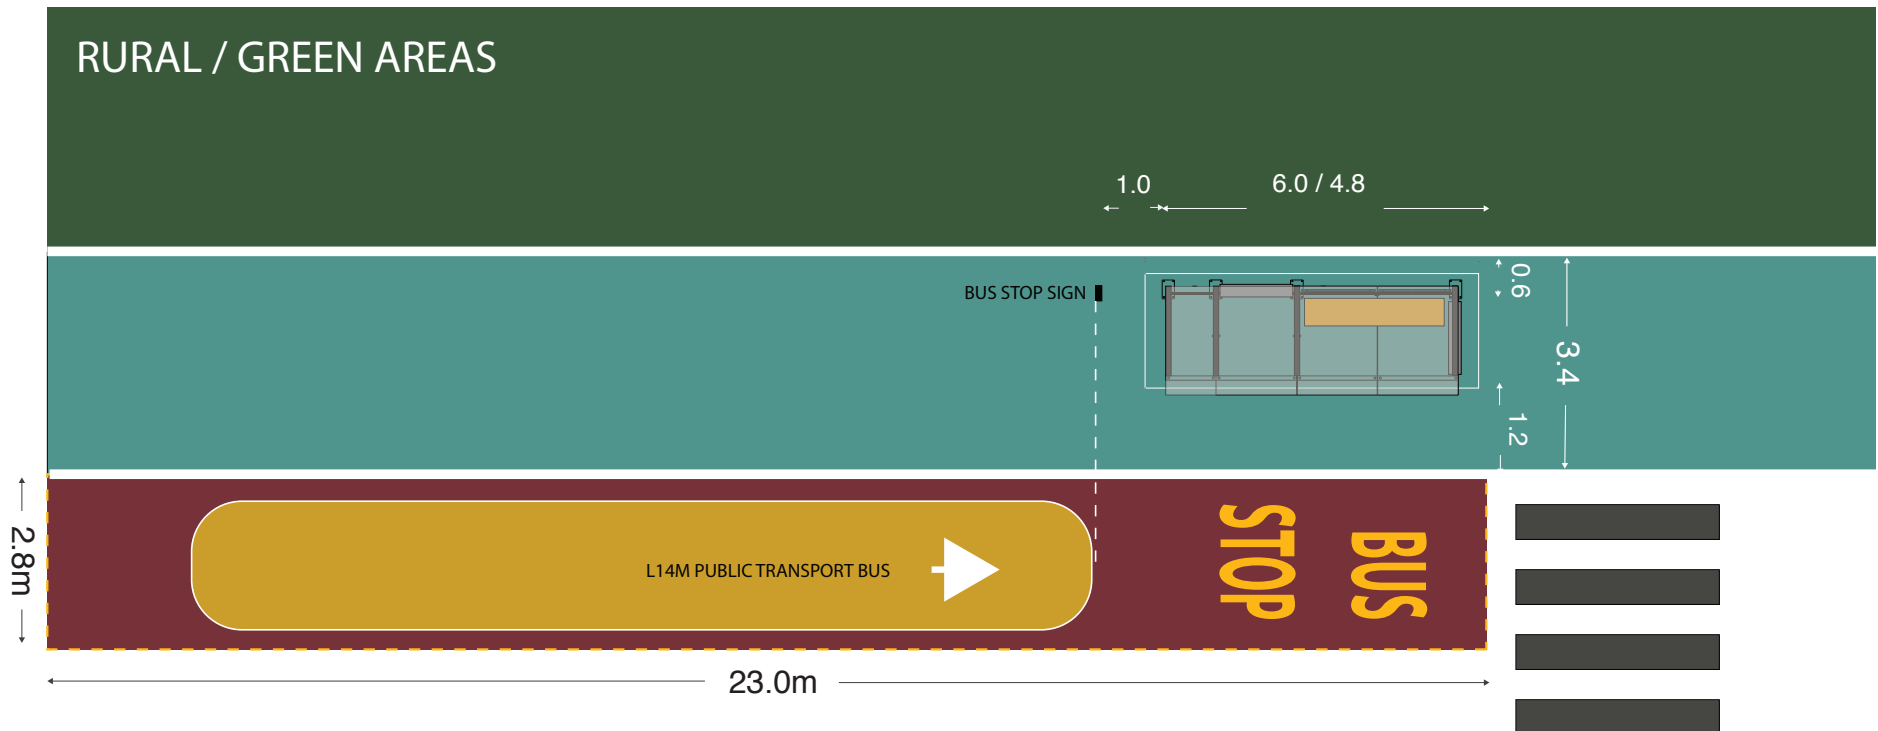 RURAL / GREEN AREAS
1.0
6.0 / 4.8
0.6
BUS STOP SIGN
3.4
1.2
2.8m
L14M PUBLIC TRANSPORT BUS
BUS
STOP
23.0m